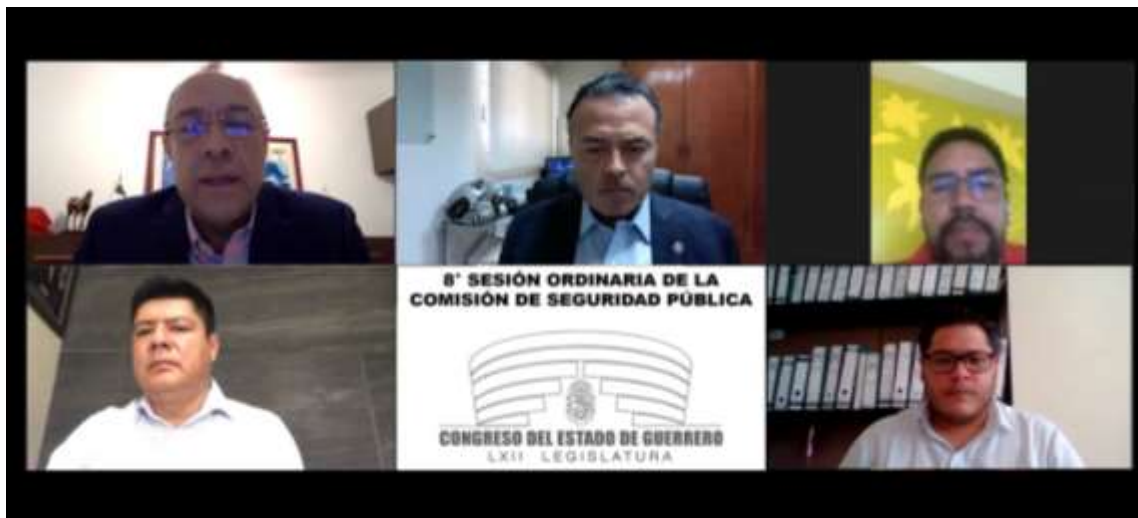 8° SESIÓN ORDINARIA DE LA
COMISIÓN DE SEGURIDAD PÚBLICA
CONGRESO DEL ESTADO DE GUERRERO
LXII LEGISLATURA